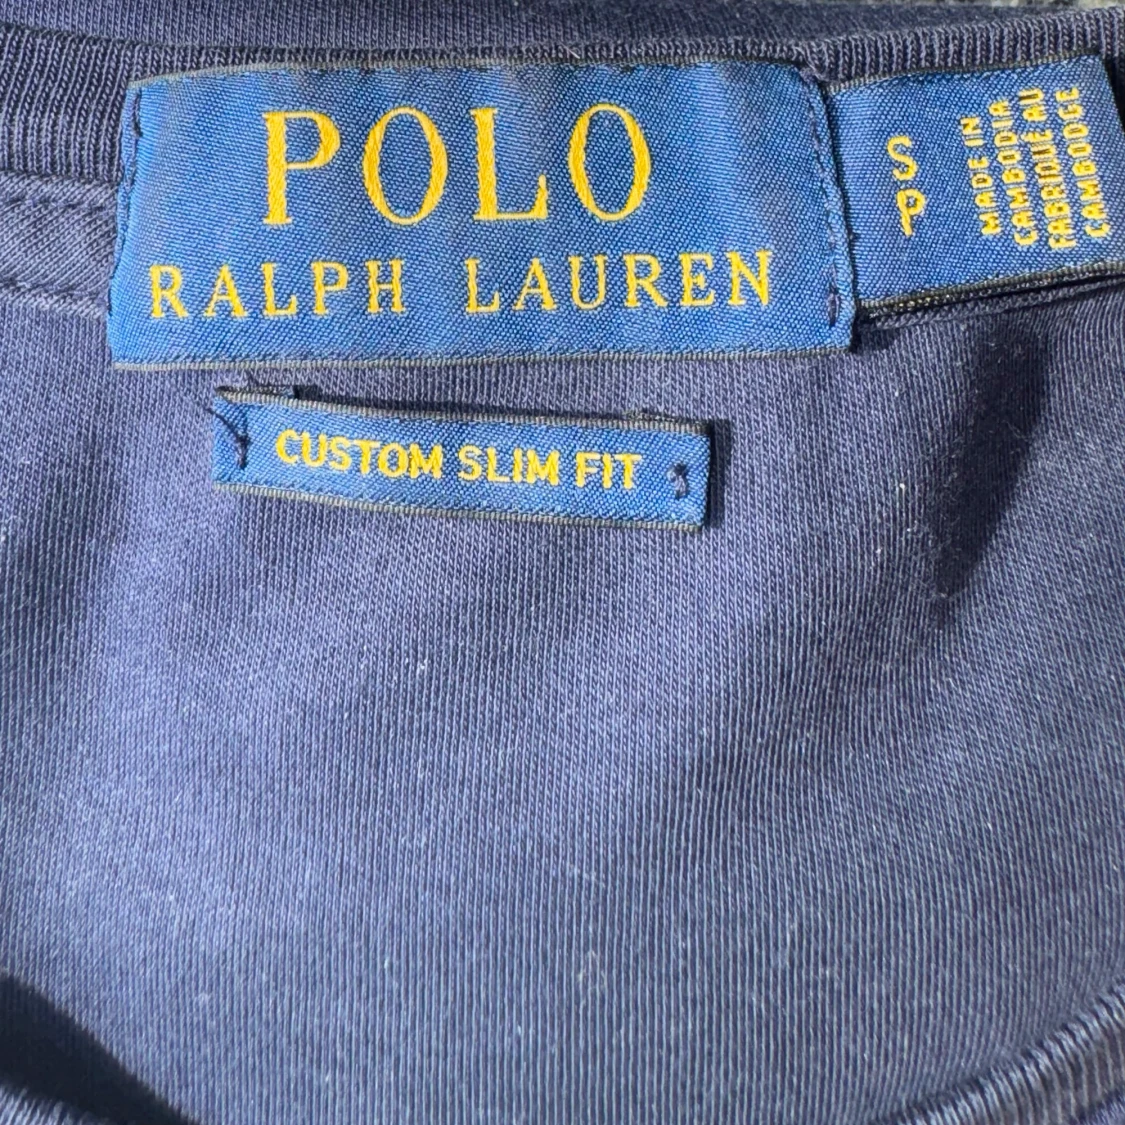 POLO
RALPH LAUREN
S
P
MADE IN
CAMBODIA
FABRIQUÉ AU
CAMBODGE
CUSTOM SLIM FIT